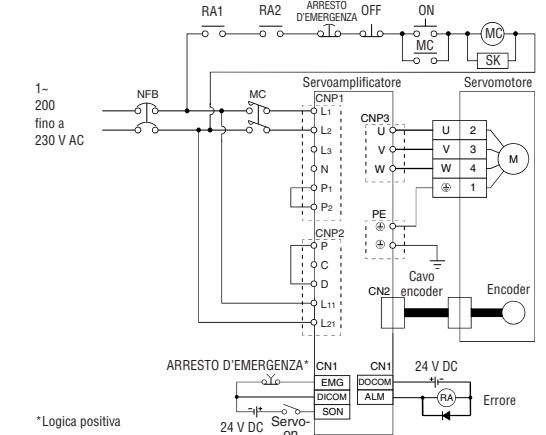 RA1 RA2 ARRESTO D'EMERGENZA OFF ON
MC
MC
SK
1~
200
fino a
230 V AC
NFB
MC
Servoamplificatore
Servomotore
CNP1
L1
L2
L3
N
P1
P2
CNP2
P
C
D
L11
L21
CNP3
U
V
W
PE
U 2
V 3
W 4
1
M
CN2
Cavo
encoder
Encoder
ARRESTO D'EMERGENZA*
CN1
EMG
DICOM
SON
CN1
DOCOM
ALM
24 V DC
RA
Errore
24 V DC
Servo-
on
*Logica positiva